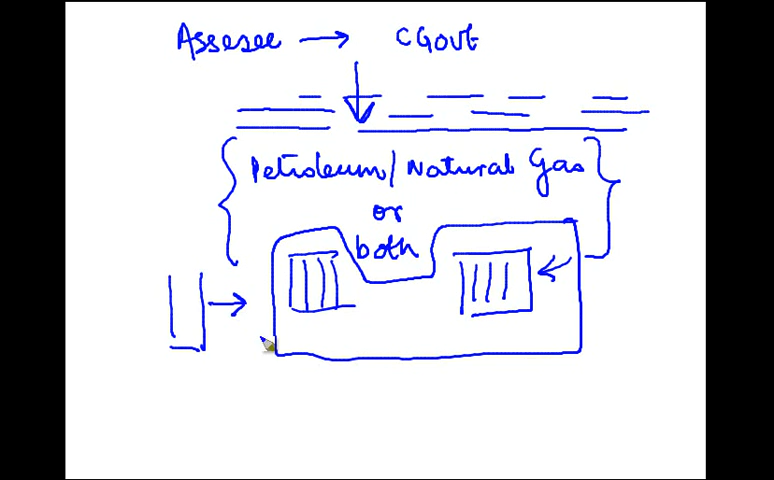 Assesee → CGovt
Petroleum/Natural Gas
or
both